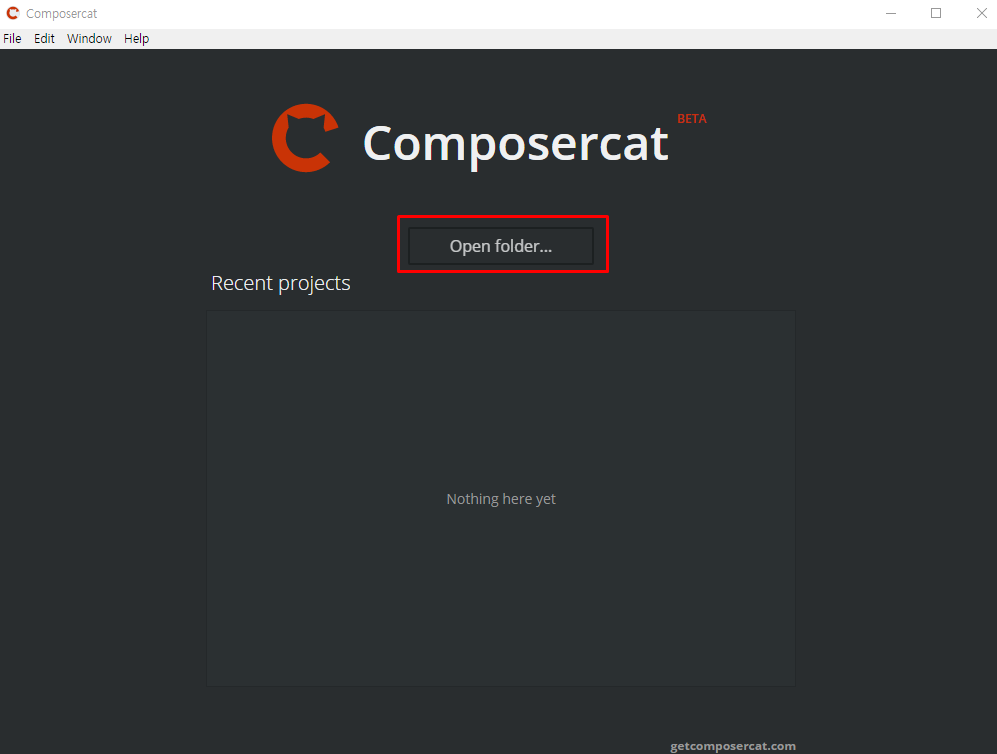 Composercat
File Edit Window Help
Composercat BETA
Open folder...
Recent projects
Nothing here yet
getcomposercat.com